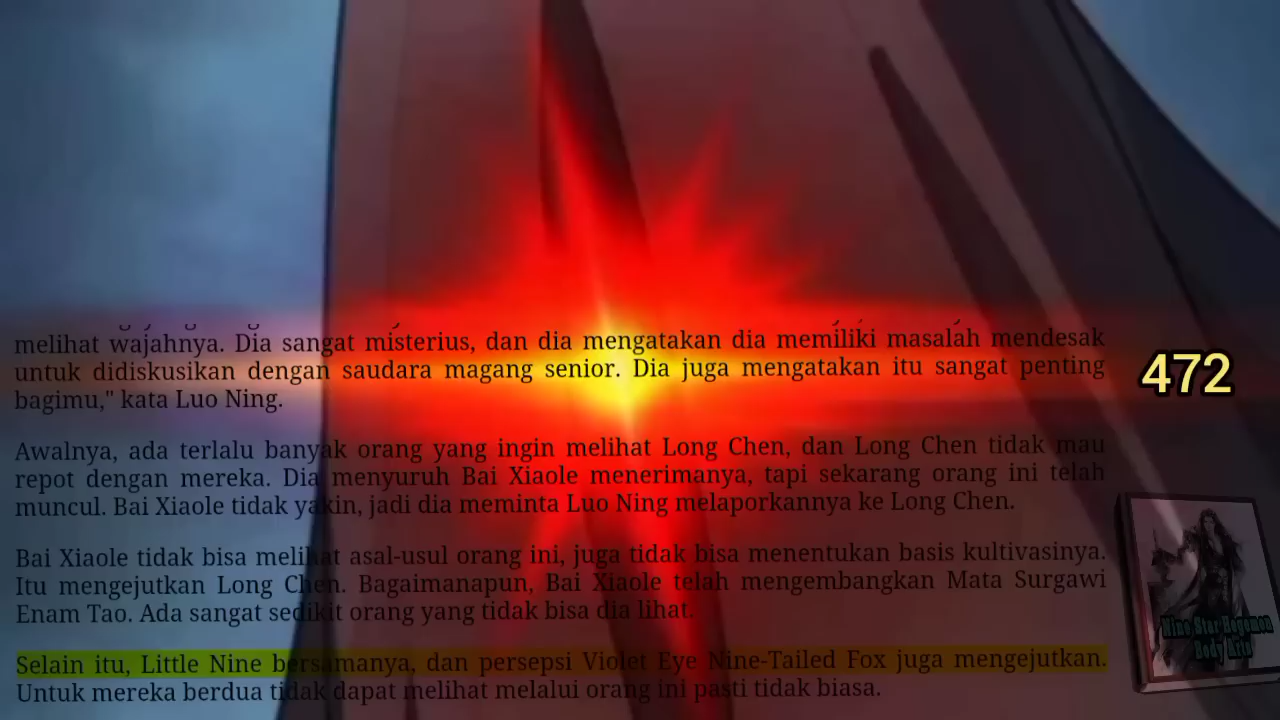 melihat wajahnya. Dia sangat misterius, dan dia mengatakan dia memiliki masalah mendesak
untuk didiskusikan dengan saudara magang senior. Dia juga mengatakan itu sangat penting
bagimu," kata Luo Ning.
472
Awalnya, ada terlalu banyak orang yang ingin melihat Long Chen, dan Long Chen tidak mau
repot dengan mereka. Dia menyuruh Bai Xiaole menerimanya, tapi sekarang orang ini telah
muncul. Bai Xiaole tidak yakin, jadi dia meminta Luo Ning melaporkannya ke Long Chen.
Bai Xiaole tidak bisa melihat asal-usul orang ini, juga tidak bisa menentukan basis kultivasinya.
Itu mengejutkan Long Chen. Bagaimanapun, Bai Xiaole telah mengembangkan Mata Surgawi
Enam Tao. Ada sangat sedikit orang yang tidak bisa dia lihat.
Selain itu, Little Nine bersamanya, dan persepsi Violet Eye Nine-Tailed Fox juga mengejutkan.
Untuk mereka berdua tidak dapat melihat melalui orang ini pasti tidak biasa.
Nine Star Hegemon
Body Arts